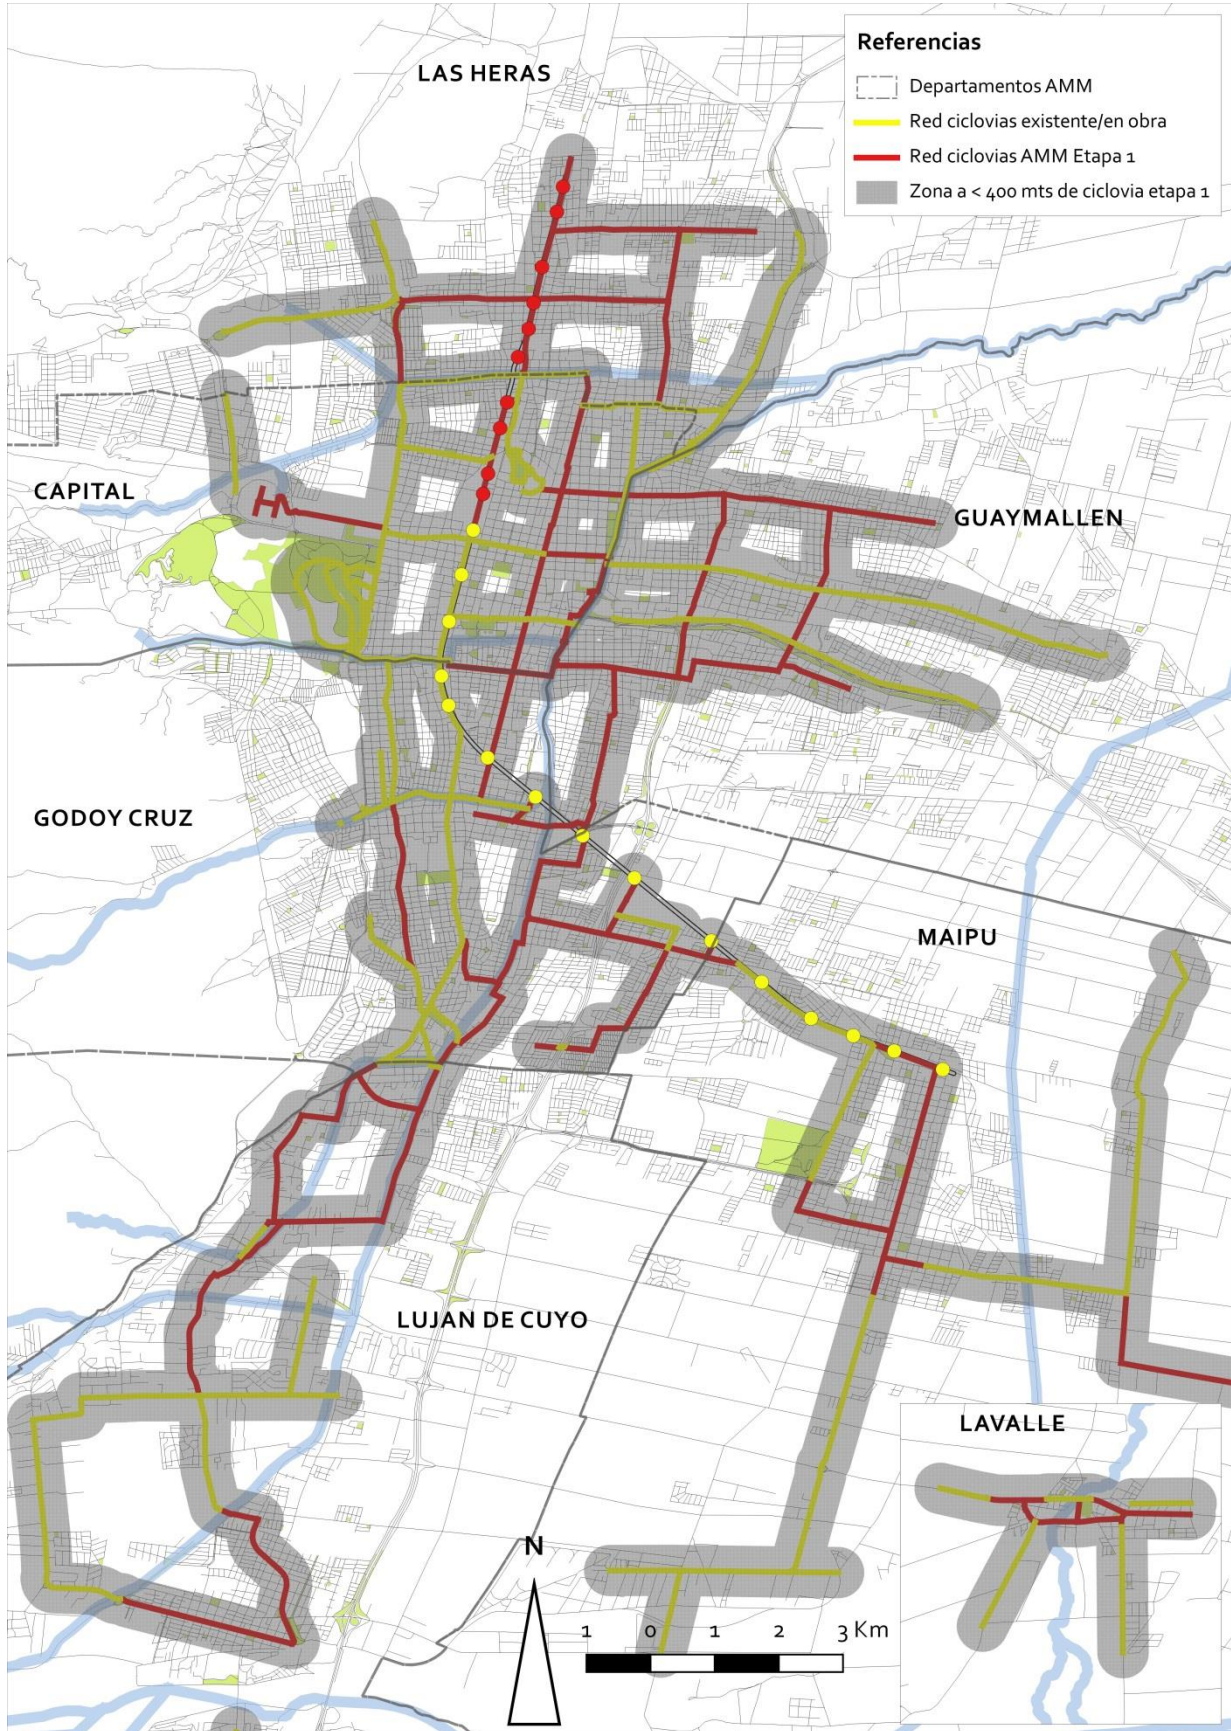 Referencias
Departamentos AMM
Red ciclovias existente/en obra
Red ciclovias AMM Etapa 1
Zona a < 400 mts de ciclovia etapa 1
LAS HERAS
CAPITAL
GUAYMALLEN
GODOY CRUZ
MAIPU
LUJAN DE CUYO
LAVALLE
N
1 0 1 2 3 Km